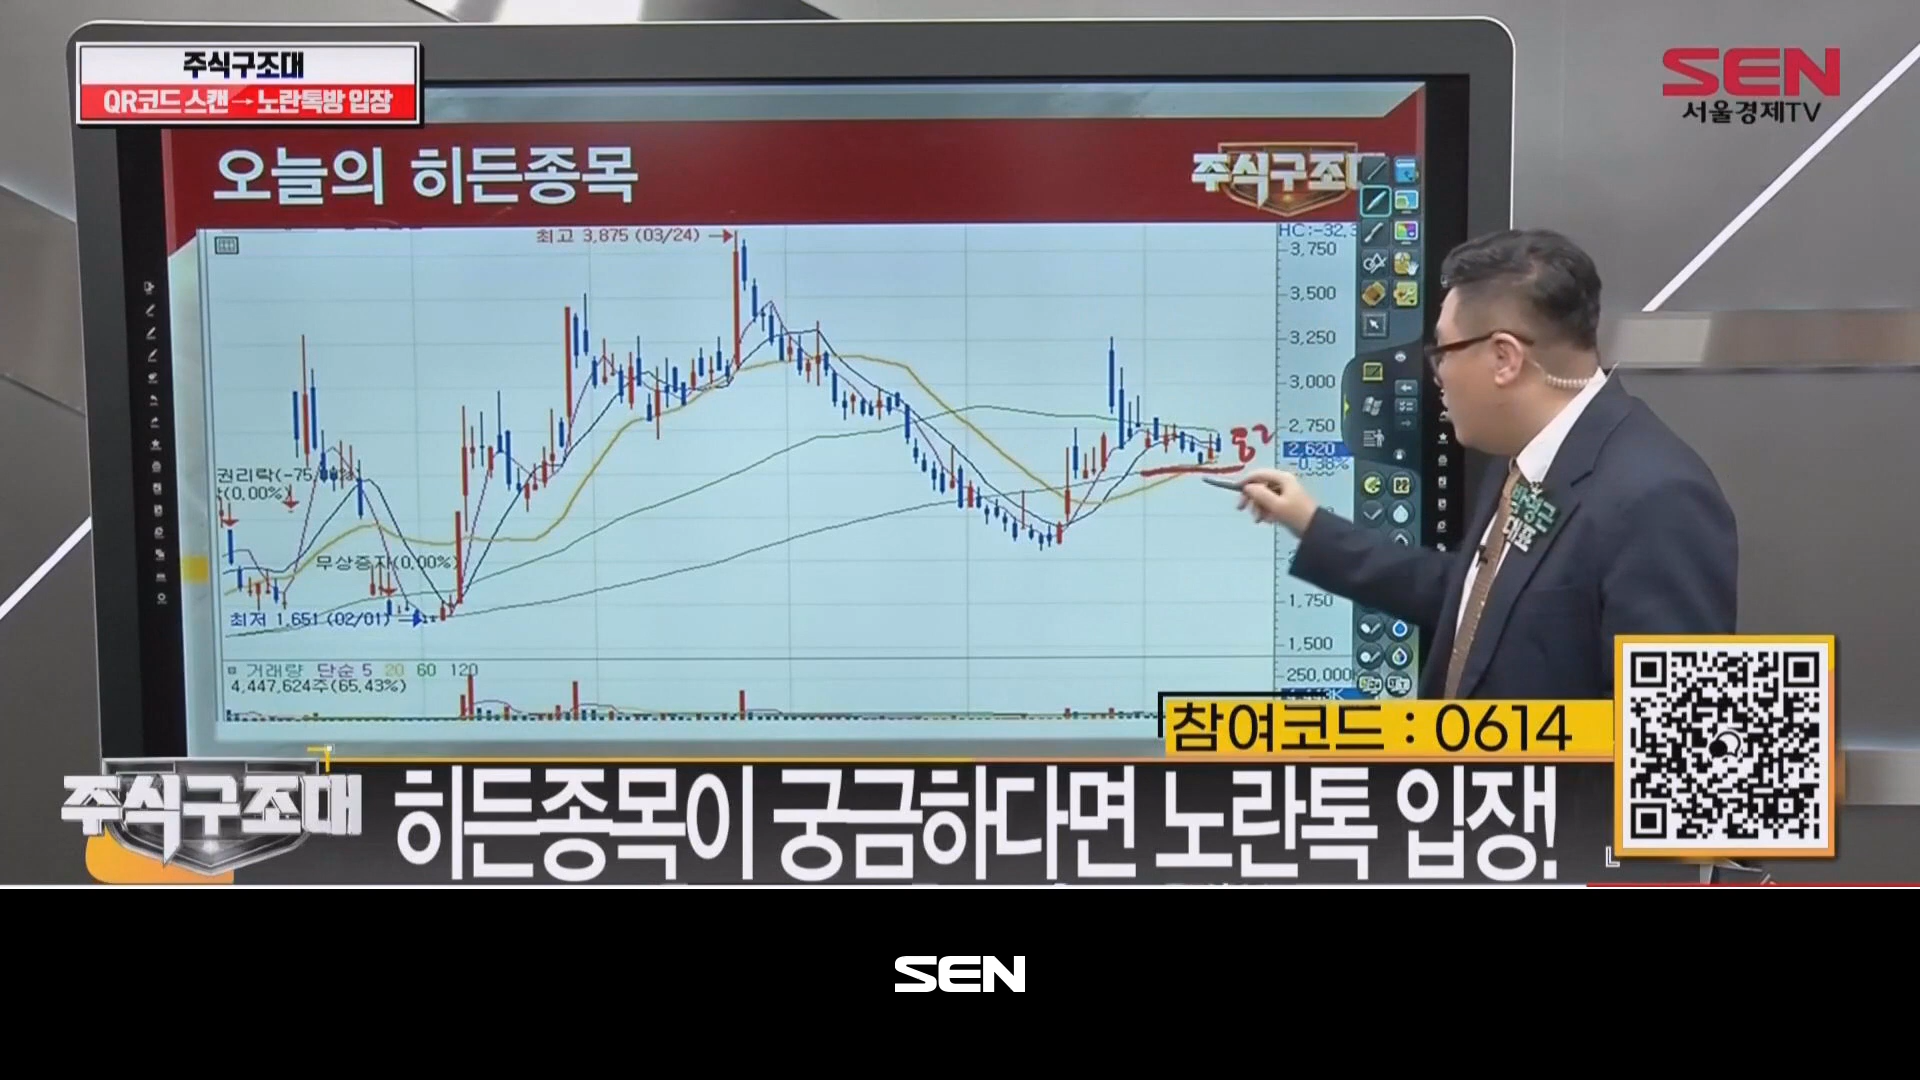 주식구조대
QR코드 스캔→노란톡방 입장
SEN
서울경제TV
오늘의 히든종목
주식구조
최고 3,875 (03/24)
HC:-32,3
3,750
3,500
3,250
3,000
2,750
2,620
-0,38%
1,750
1,500
250,000
권리락(-75,
(0.00%)
무상증자(0,00%)
최저 1,651 (02/01)
거래량 단순 5 20 60 120
4,447,624주(65,43%)
대표
참여코드 : 0614
주식구조대
히든종목이 궁금하다면 노란톡 입장!
SEN